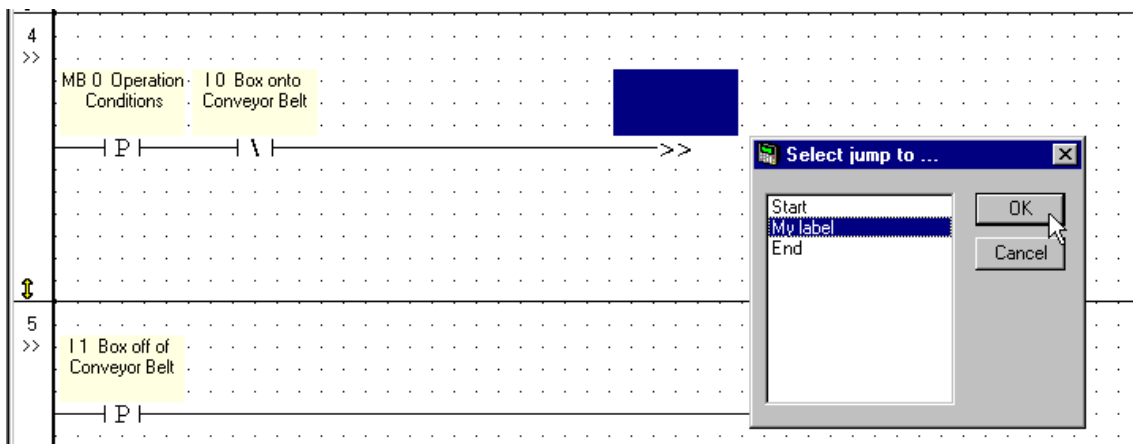 4
>>
MB 0 Operation I 0 Box onto
Conditions Conveyor Belt
P \ >>
Select jump to ...
Start
My label
End
OK
Cancel
5
>>
I 1 Box off of
Conveyor Belt
P